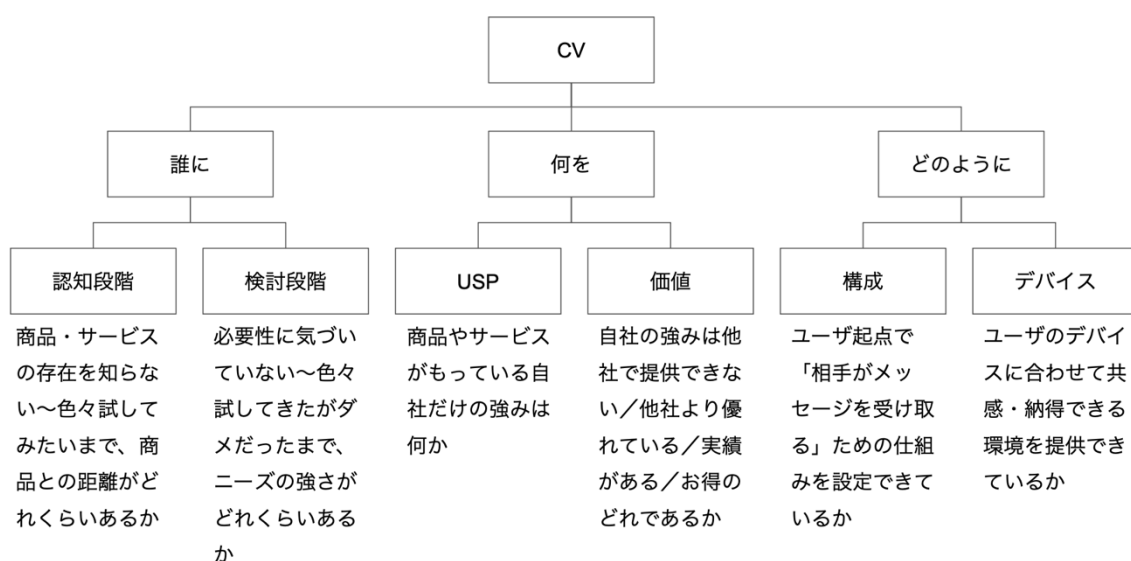 CV
誰に
何を
どのように
認知段階
検討段階
USP
価値
構成
デバイス
商品・サービス
の存在を知らな
い〜色々試して
みたいまで、商
品との距離がど
れくらいあるか
必要性に気づい
ていない〜色々
試してきたがダ
メだったまで、
ニーズの強さが
どれくらいある
か
商品やサービス
がもっている自
社だけの強みは
何か
自社の強みは他
社で提供できな
い／他社より優
れている／実績
がある／お得の
どれであるか
ユーザ起点で
「相手がメッ
セージを受け取
る」ための仕組
みを設定できて
いるか
ユーザのデバイ
スに合わせて共
感・納得できる
環境を提供でき
ているか